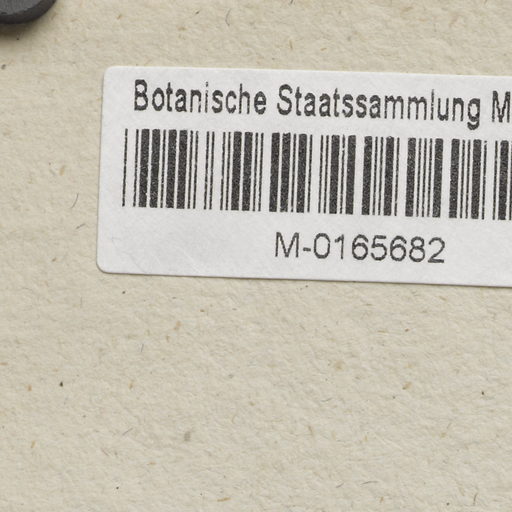 Botanische Staatssammlung M
M-0165682